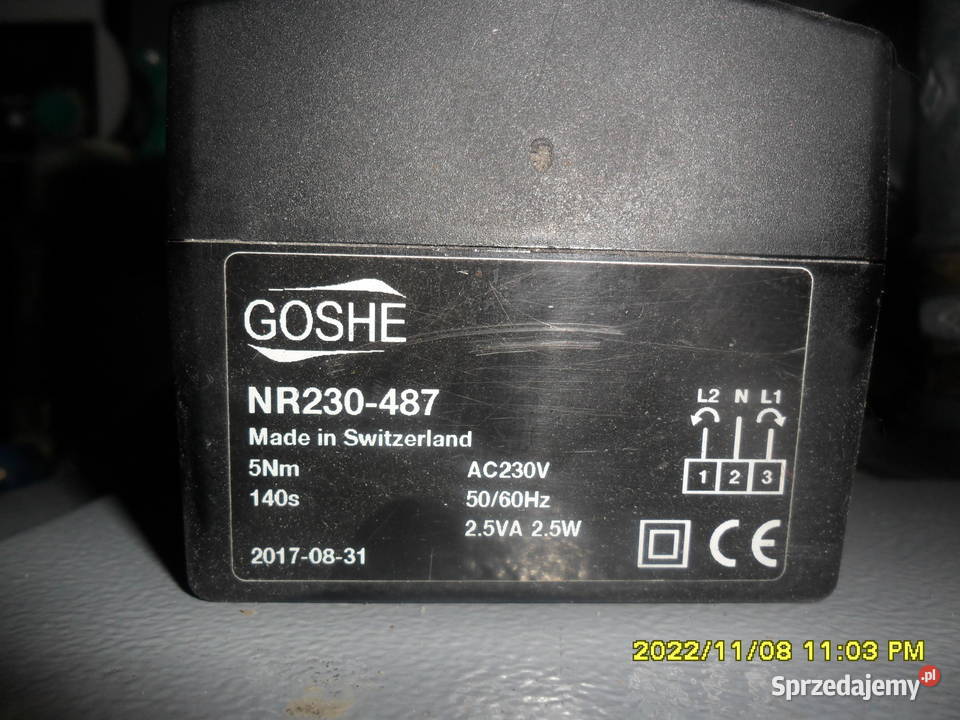 GOSHE
NR230-487
Made in Switzerland
5Nm AC230V
140s 50/60Hz
2.5VA 2.5W
2017-08-31
L2 N L1
1 2 3
CE
2022/11/08 11:03 PM
Sprzedajemy.pl